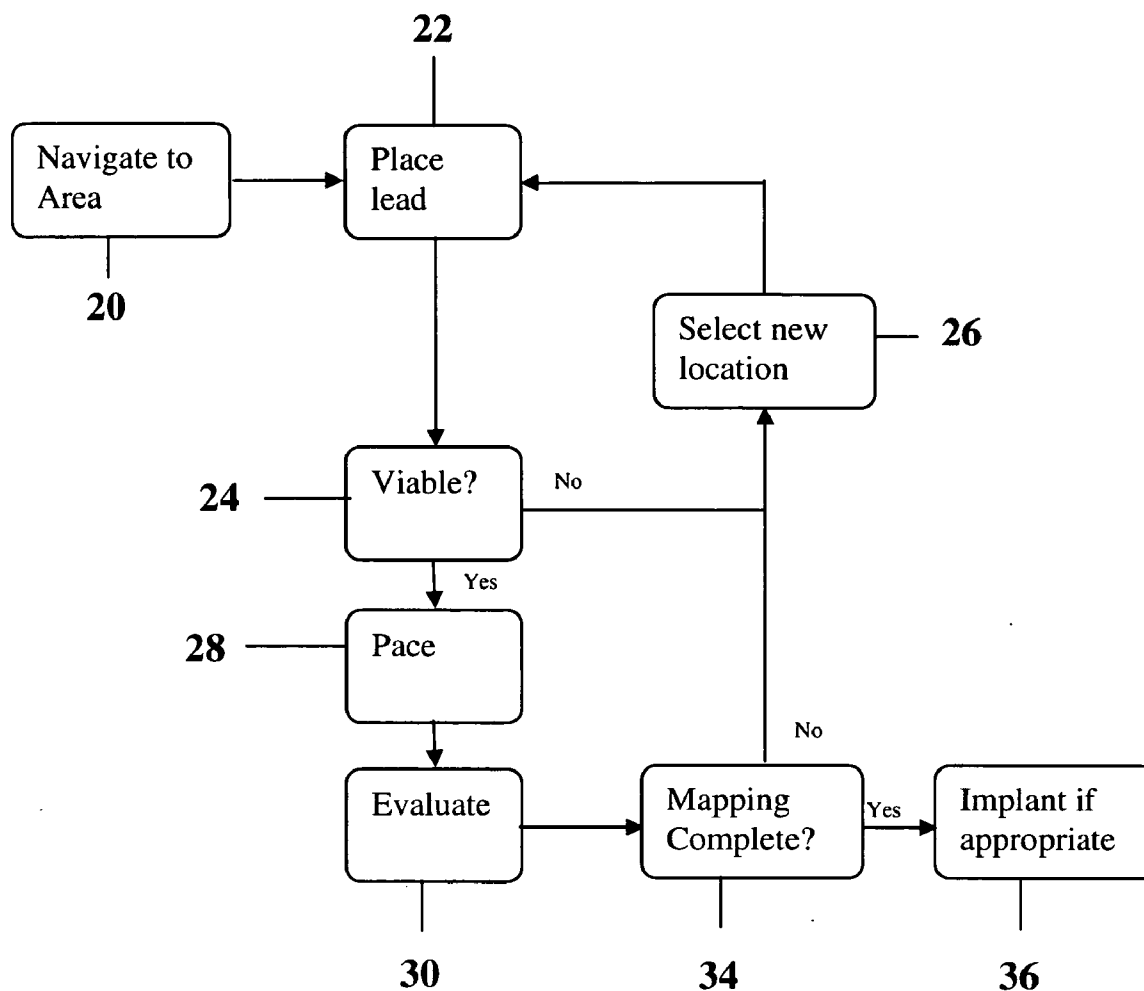 22
Navigate to
Area
Place
lead
20
Select new
location
26
24
Viable?
No
Yes
28
Pace
No
Evaluate
Mapping
Complete?
Yes
Implant if
appropriate
30
34
36